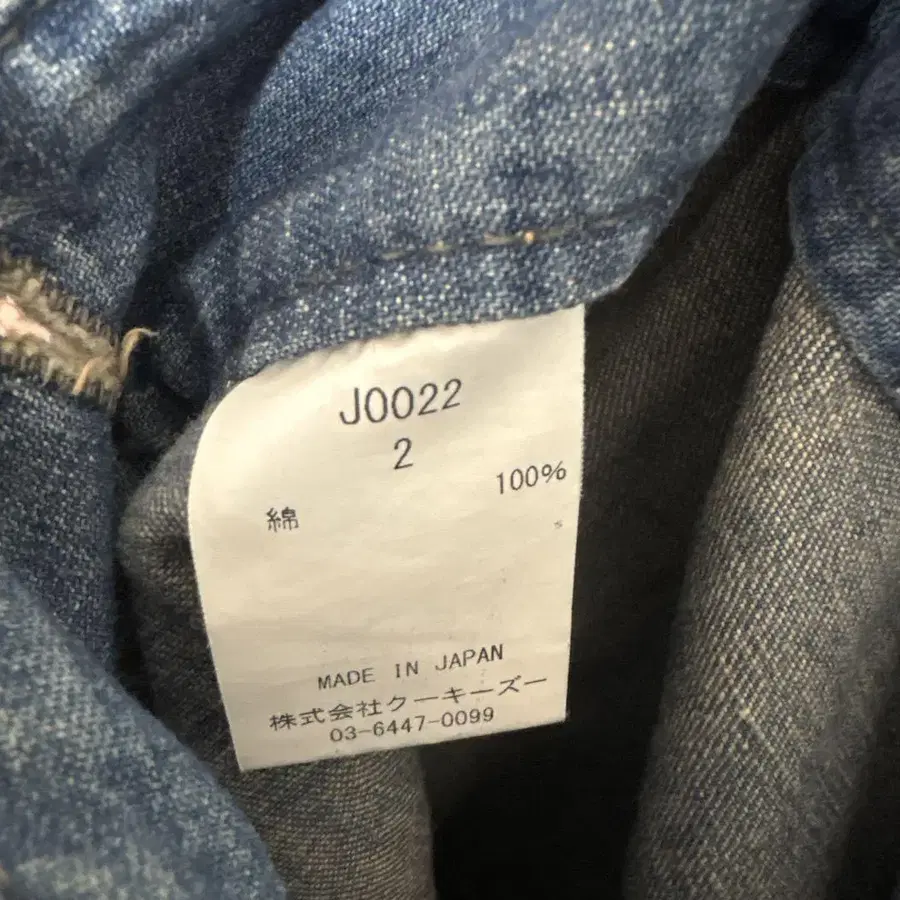 J0022
2
綿 100%
MADE IN JAPAN
株式会社クーキーズー
03-6447-0099